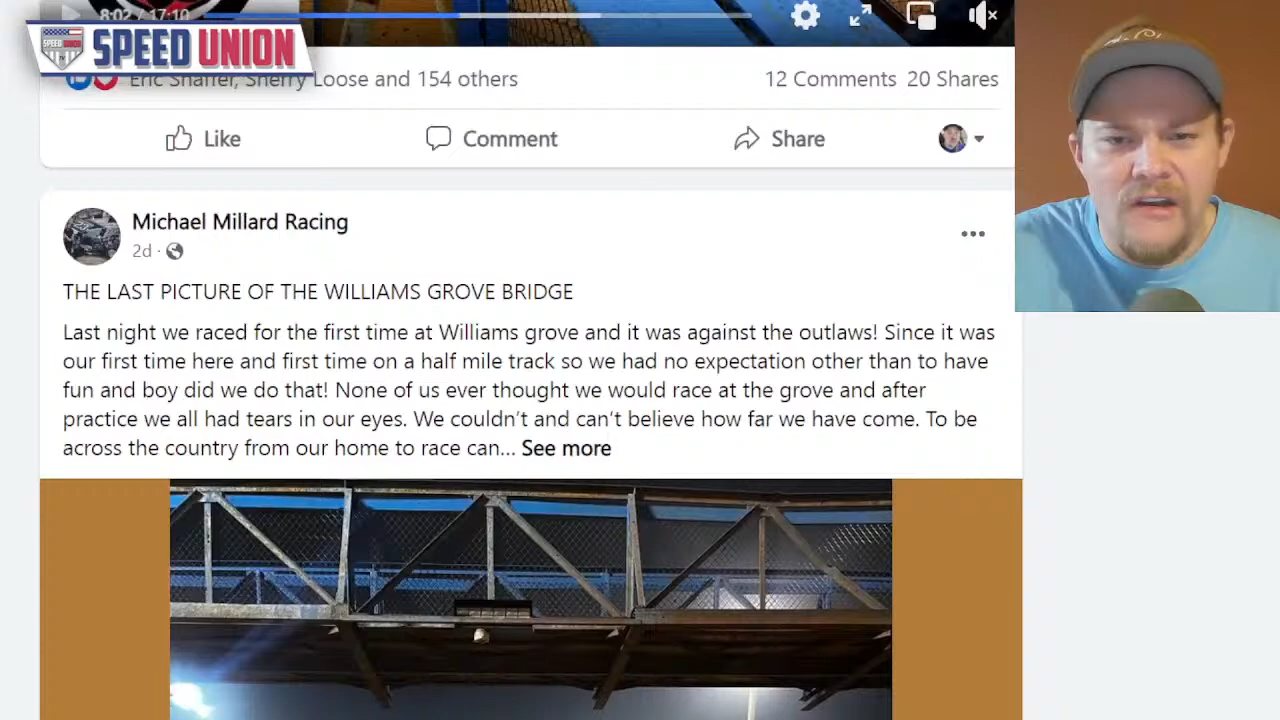 8:02 / 17:10
SPEED UNION
Eric Shaffer, Sherry Loose and 154 others
12 Comments 20 Shares
Like
Comment
Share
Michael Millard Racing
2d ·
THE LAST PICTURE OF THE WILLIAMS GROVE BRIDGE
Last night we raced for the first time at Williams grove and it was against the outlaws! Since it was
our first time here and first time on a half mile track so we had no expectation other than to have
fun and boy did we do that! None of us ever thought we would race at the grove and after
practice we all had tears in our eyes. We couldn't and can't believe how far we have come. To be
across the country from our home to race can... See more